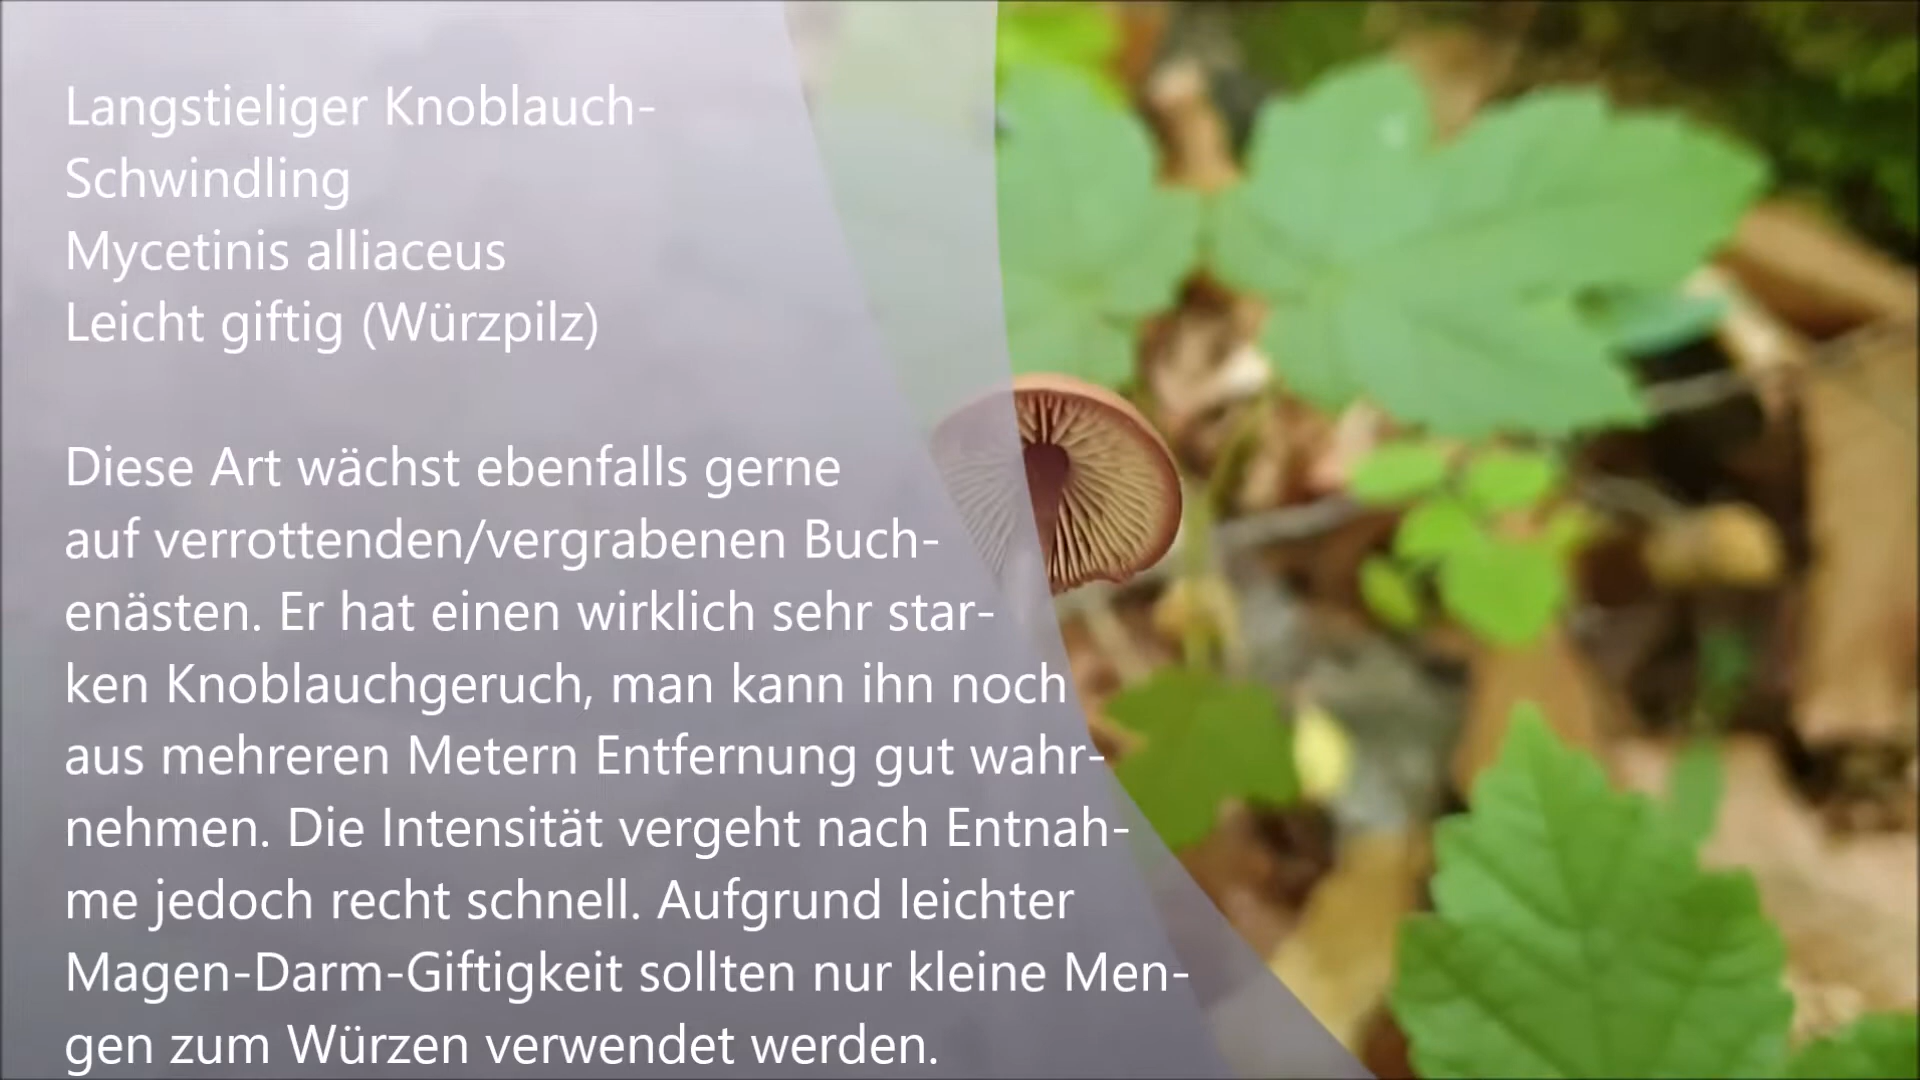 Langstieliger Knoblauch-
Schwindling
Mycetinis alliaceus
Leicht giftig (Würzpilz)
Diese Art wächst ebenfalls gerne
auf verrottenden/vergrabenen Buch-
enästen. Er hat einen wirklich sehr star-
ken Knoblauchgeruch, man kann ihn noch
aus mehreren Metern Entfernung gut wahr-
nehmen. Die Intensität vergeht nach Entnah-
me jedoch recht schnell. Aufgrund leichter
Magen-Darm-Giftigkeit sollten nur kleine Men-
gen zum Würzen verwendet werden.